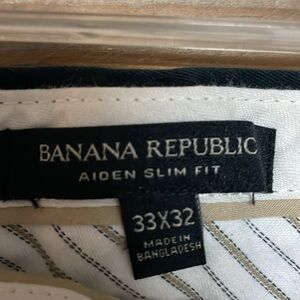 BANANA REPUBLIC
AIDEN SLIM FIT
33X32
MADE IN
BANGLADESH